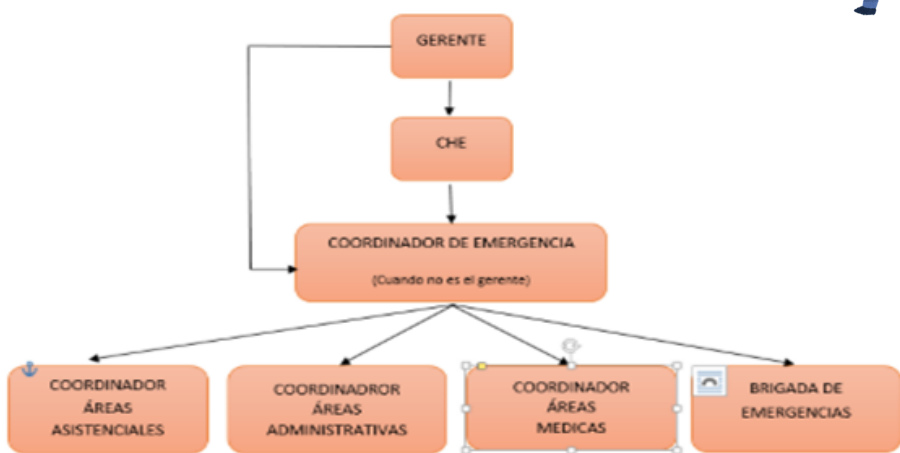 GERENTE
CHE
COORDINADOR DE EMERGENCIA
(Cuando no es el gerente)
COORDINADOR
ÁREAS
ASISTENCIALES
COORDINADROR
ÁREAS
ADMINISTRATIVAS
COORDINADOR
ÁREAS
MEDICAS
BRIGADA DE
EMERGENCIAS